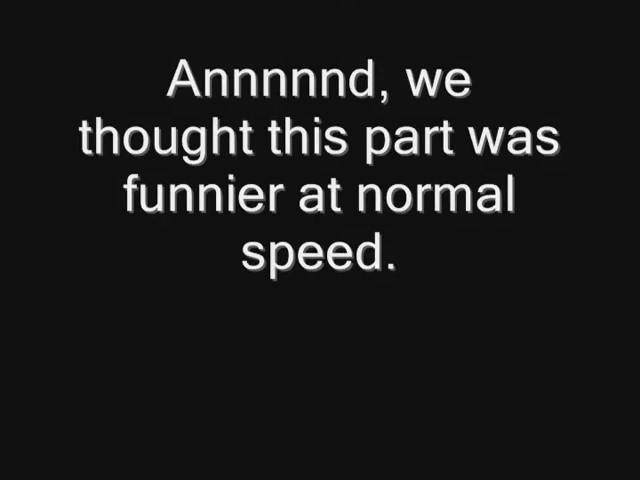 Annnnnd, we
thought this part was
funnier at normal
speed.